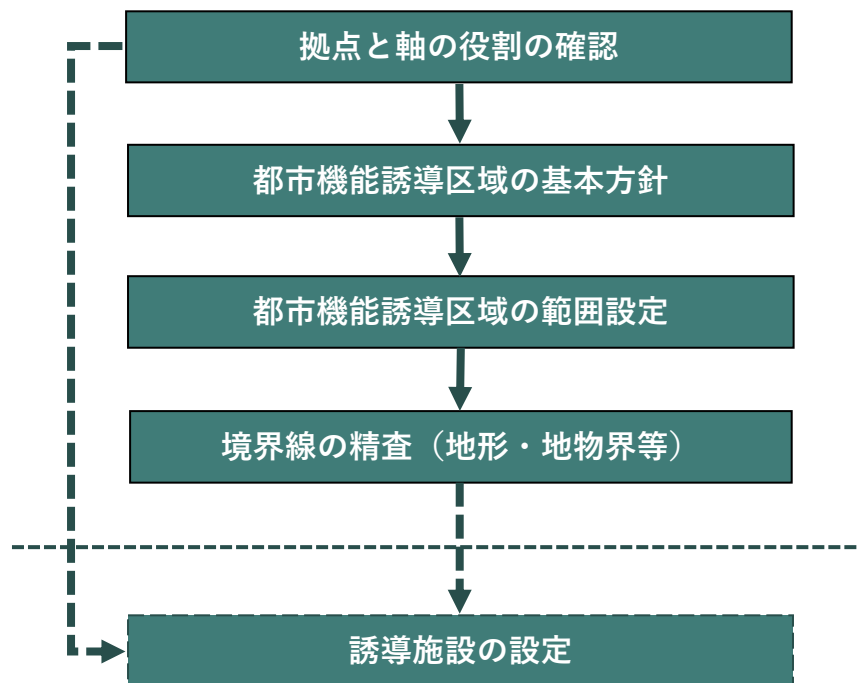 拠点と軸の役割の確認
都市機能誘導区域の基本方針
都市機能誘導区域の範囲設定
境界線の精査（地形・地物界等）
誘導施設の設定